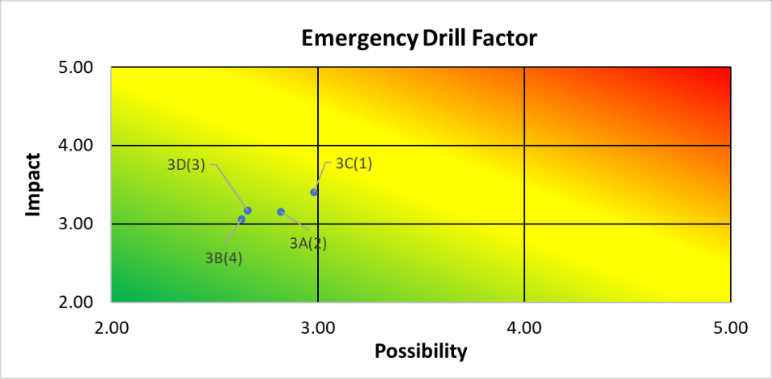 Emergency Drill Factor
5.00
4.00
3.00
2.00
Impact
3D(3)
3C(1)
3B(4)
3A(2)
2.00 3.00 4.00 5.00
Possibility